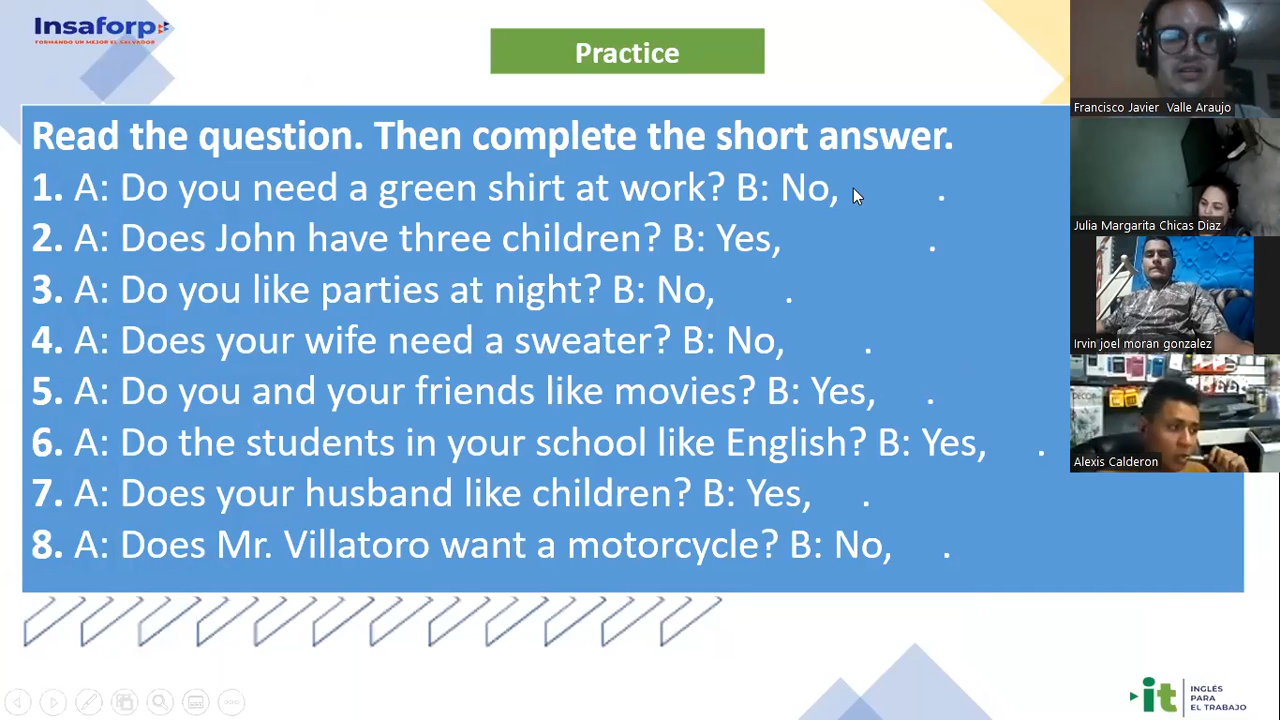 Insaforp
FORMANDO UN MEJOR EL SALVADOR
Practice
Read the question. Then complete the short answer.
1. A: Do you need a green shirt at work? B: No, .
2. A: Does John have three children? B: Yes, .
3. A: Do you like parties at night? B: No, .
4. A: Does your wife need a sweater? B: No, .
5. A: Do you and your friends like movies? B: Yes, .
6. A: Do the students in your school like English? B: Yes, .
7. A: Does your husband like children? B: Yes, .
8. A: Does Mr. Villatoro want a motorcycle? B: No, .
Francisco Javier Valle Araujo
Julia Margarita Chicas Diaz
Irvin joel moran gonzalez
DECOR
Alexis Calderon
it
INGLÉS
PARA
EL TRABAJO